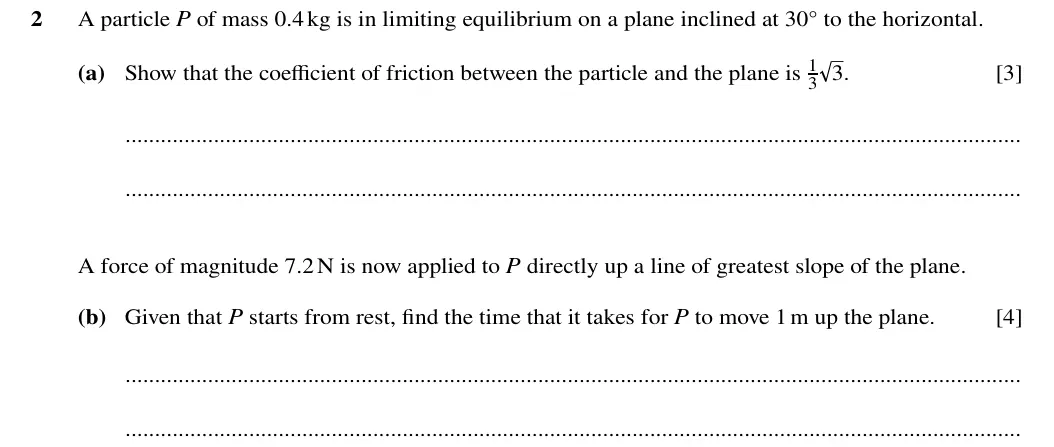 2 A particle P of mass 0.4 kg is in limiting equilibrium on a plane inclined at 30° to the horizontal.
(a) Show that the coefficient of friction between the particle and the plane is 1/3√3. [3]
................................................................................
................................................................................
A force of magnitude 7.2 N is now applied to P directly up a line of greatest slope of the plane.
(b) Given that P starts from rest, find the time that it takes for P to move 1 m up the plane. [4]
................................................................................
................................................................................